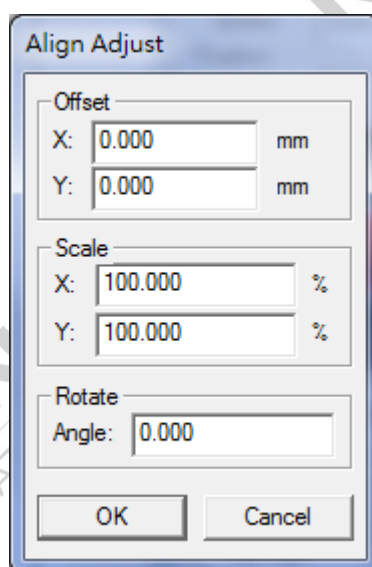 Align Adjust
Offset
X: 0.000 mm
Y: 0.000 mm
Scale
X: 100.000 %
Y: 100.000 %
Rotate
Angle: 0.000
OK Cancel